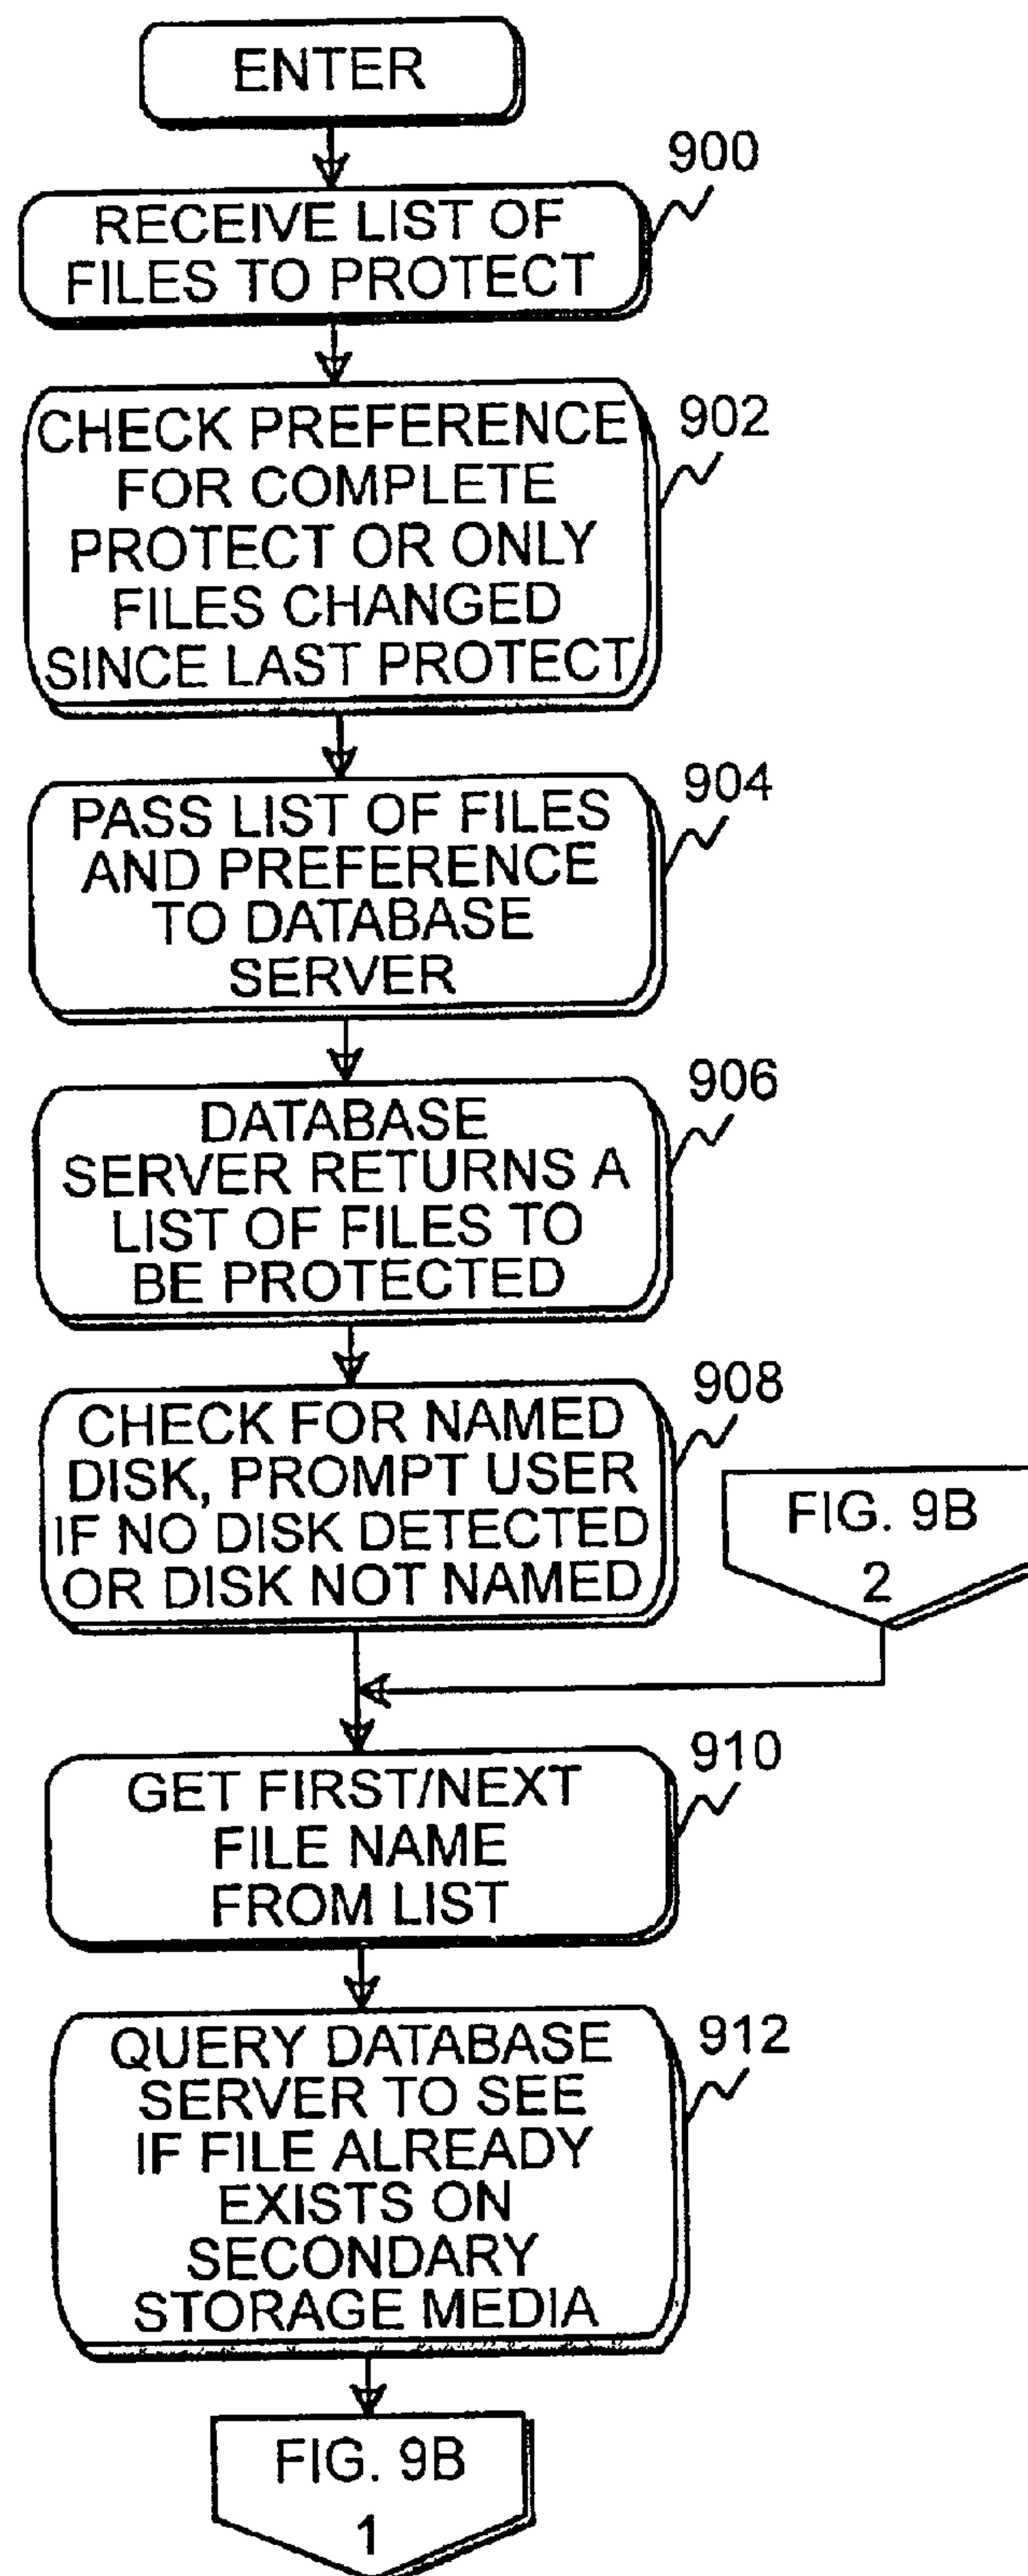 ENTER
900
RECEIVE LIST OF
FILES TO PROTECT
902
CHECK PREFERENCE
FOR COMPLETE
PROTECT OR ONLY
FILES CHANGED
SINCE LAST PROTECT
904
PASS LIST OF FILES
AND PREFERENCE
TO DATABASE
SERVER
906
DATABASE
SERVER RETURNS A
LIST OF FILES TO
BE PROTECTED
908
CHECK FOR NAMED
DISK, PROMPT USER
IF NO DISK DETECTED
OR DISK NOT NAMED
FIG. 9B
2
910
GET FIRST/NEXT
FILE NAME
FROM LIST
912
QUERY DATABASE
SERVER TO SEE
IF FILE ALREADY
EXISTS ON
SECONDARY
STORAGE MEDIA
FIG. 9B
1